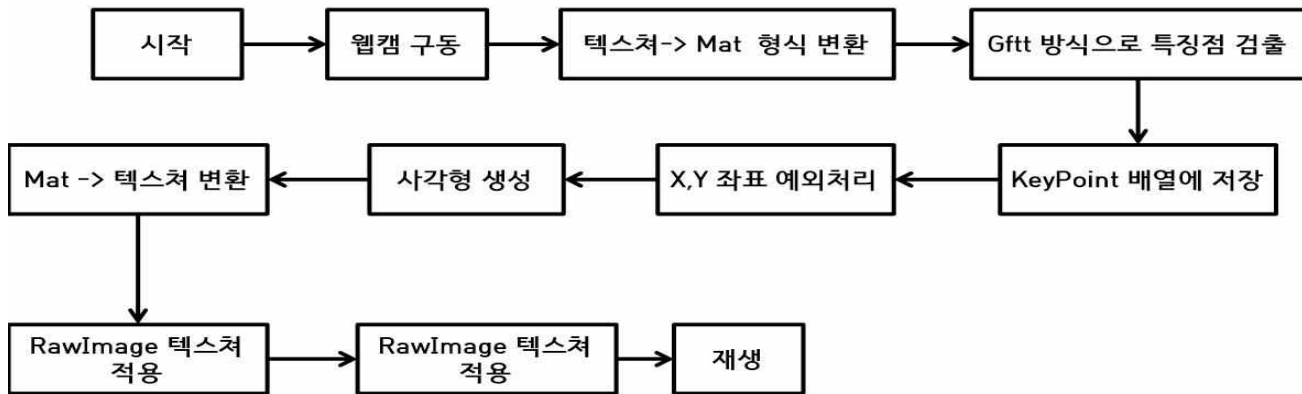 시작
웹캠 구동
텍스쳐-> Mat 형식 변환
Gftt 방식으로 특징점 검출
KeyPoint 배열에 저장
X,Y 좌표 예외처리
사각형 생성
Mat -> 텍스쳐 변환
RawImage 텍스쳐
적용
RawImage 텍스쳐
적용
재생